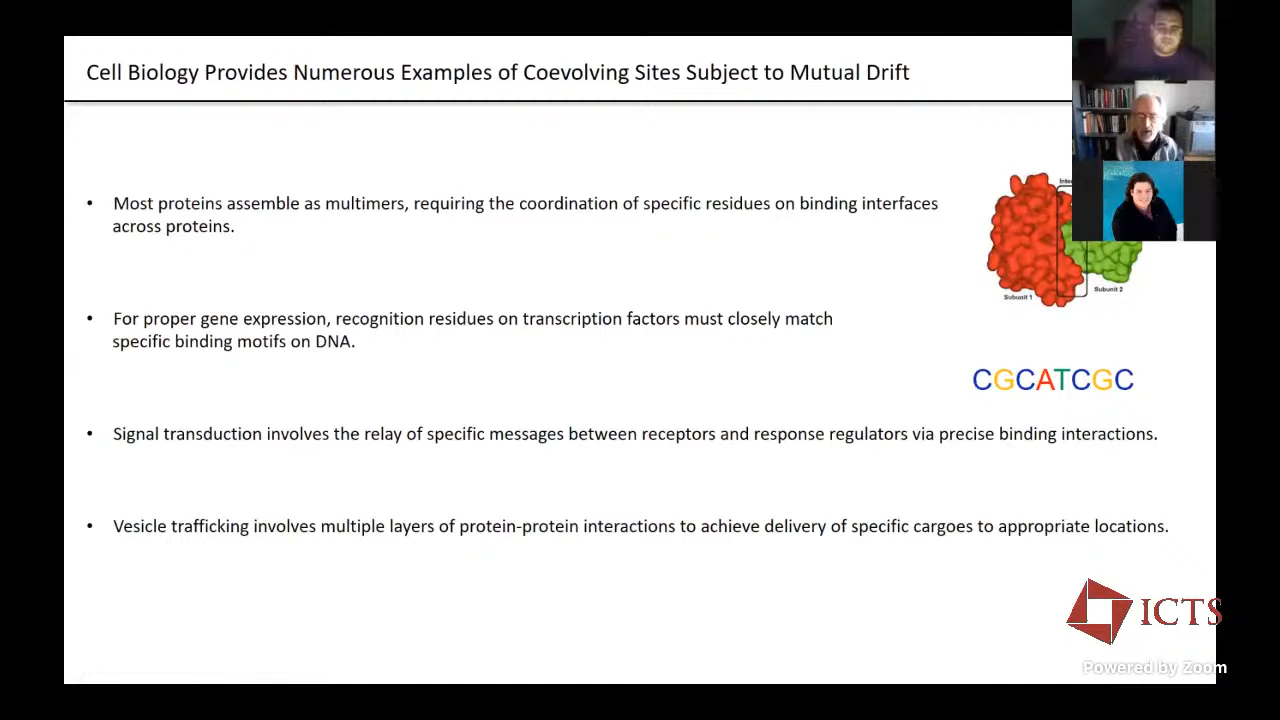 Cell Biology Provides Numerous Examples of Coevolving Sites Subject to Mutual Drift
• Most proteins assemble as multimers, requiring the coordination of specific residues on binding interfaces
across proteins.
Subunit 1
Subunit 2
• For proper gene expression, recognition residues on transcription factors must closely match
specific binding motifs on DNA.
CGCATCGC
• Signal transduction involves the relay of specific messages between receptors and response regulators via precise binding interactions.
• Vesicle trafficking involves multiple layers of protein-protein interactions to achieve delivery of specific cargoes to appropriate locations.
ICTS
Powered by Zoom